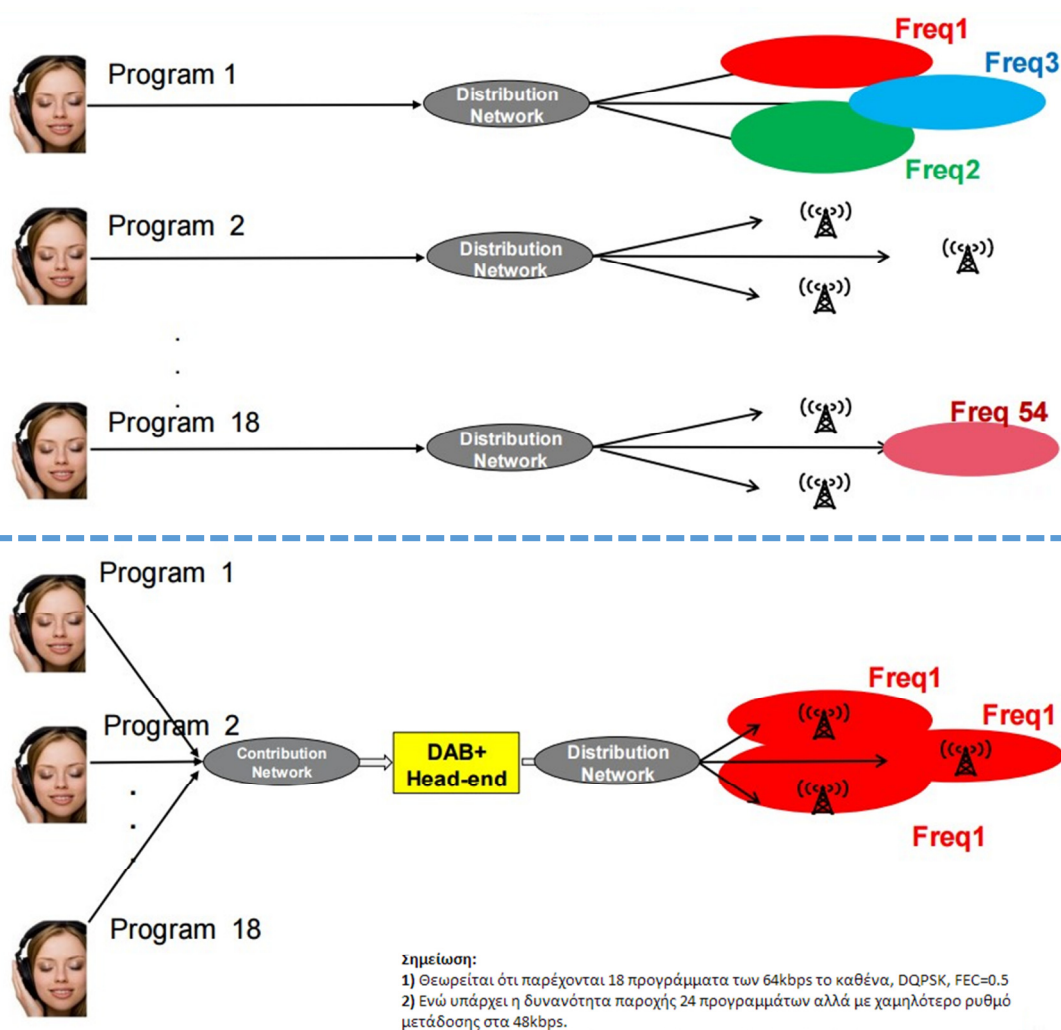 Freq1
Program 1
Freq3
Distribution
Network
Freq2
Program 2
Distribution
Network
.
.
.
Program 18
Distribution
Network
Freq 54
Program 1
Freq1
Program 2
Freq1
Contribution
Network
DAB+
Head-end
Distribution
Network
.
.
.
Freq1
Program 18
Σημείωση:
1) Θεωρείται ότι παρέχονται 18 προγράμματα των 64kbps το καθένα, DQPSK, FEC=0.5
2) Ενώ υπάρχει η δυνανότητα παροχής 24 προγραμμάτων αλλά με χαμηλότερο ρυθμό
μετάδοσης στα 48kbps.